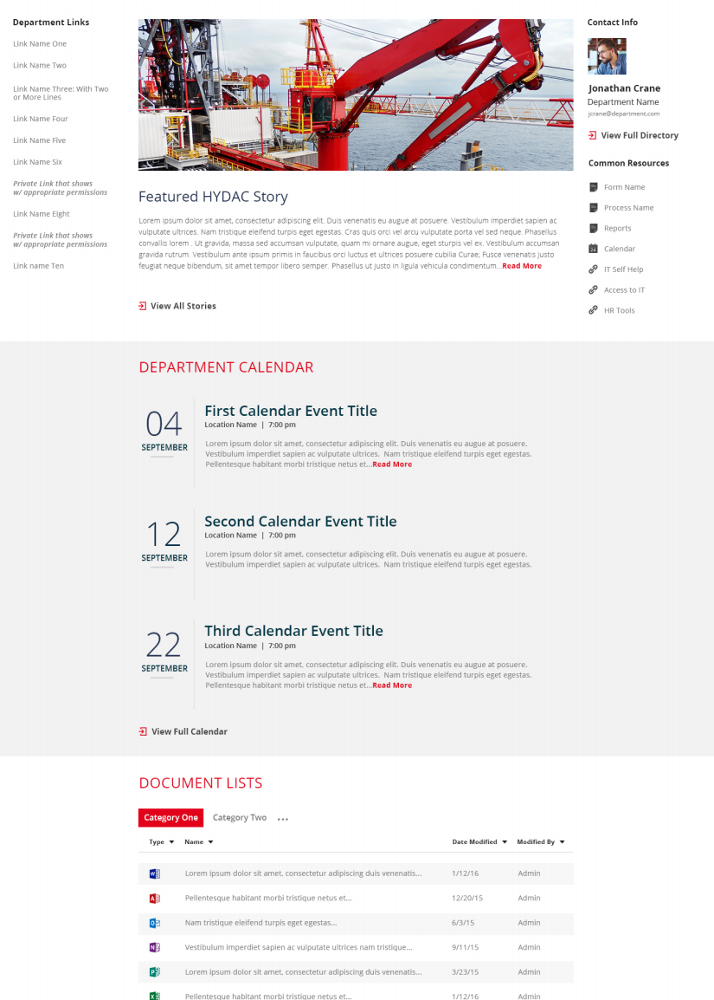 Department Links
Link Name One
Link Name Two
Link Name Three: With Two
or More Lines
Link Name Four
Link Name Five
Link Name Six
Private Link that shows
w/ appropriate permissions
Link Name Eight
Private Link that shows
w/ appropriate permissions
Link name Ten
Featured HYDAC Story
Lorem ipsum dolor sit amet, consectetur adipiscing elit. Duis venenatis eu augue at posuere. Vestibulum imperdiet sapien ac
vulputate ultrices. Nam tristique eleifend turpis eget egestas. Cras quis orci vel arcu vulputate porta vel sed neque. Phasellus
convallis lorem . Ut gravida, massa sed accumsan vulputate, quam mi ornare augue, eget sturpis vel ex. Vestibulum accumsan
gravida rutrum. Vestibulum ante ipsum primis in faucibus orci luctus et ultrices posuere cubilia Curae; Fusce venenatis justo
feugiat neque bibendum, sit amet tempor libero semper. Phasellus ut justo in ligula vehicula condimentum...Read More
View All Stories
Contact Info
Jonathan Crane
Department Name
jcrane@department.com
View Full Directory
Common Resources
Form Name
Process Name
Reports
Calendar
IT Self Help
Access to IT
HR Tools
DEPARTMENT CALENDAR
04
SEPTEMBER
First Calendar Event Title
Location Name | 7:00 pm
Lorem ipsum dolor sit amet, consectetur adipiscing elit. Duis venenatis eu augue at posuere.
Vestibulum imperdiet sapien ac vulputate ultrices.  Nam tristique eleifend turpis eget egestas.
Pellentesque habitant morbi tristique netus et...Read More
12
SEPTEMBER
Second Calendar Event Title
Location Name | 7:00 pm
Lorem ipsum dolor sit amet, consectetur adipiscing elit. Duis venenatis eu augue at posuere.
Vestibulum imperdiet sapien ac vulputate ultrices.  Nam tristique eleifend turpis eget egestas.
22
SEPTEMBER
Third Calendar Event Title
Location Name | 7:00 pm
Lorem ipsum dolor sit amet, consectetur adipiscing elit. Duis venenatis eu augue at posuere.
Vestibulum imperdiet sapien ac vulputate ultrices.  Nam tristique eleifend turpis eget egestas.
Pellentesque habitant morbi tristique netus et...Read More
View Full Calendar
DOCUMENT LISTS
Category One Category Two ...
Type Name Date Modified Modified By
Lorem ipsum dolor sit amet, consectetur adipiscing duis venenatis... 1/12/16 Admin
Pellentesque habitant morbi tristique netus et... 12/20/15 Admin
Nam tristique eleifend turpis eget egestas... 6/3/15 Admin
Vestibulum imperdiet sapien ac vulputate ultrices nam tristique... 9/11/15 Admin
Lorem ipsum dolor sit amet, consectetur adipiscing duis venenatis... 3/23/15 Admin
Pellentesque habitant morbi tristique netus et... 1/12/16 Admin